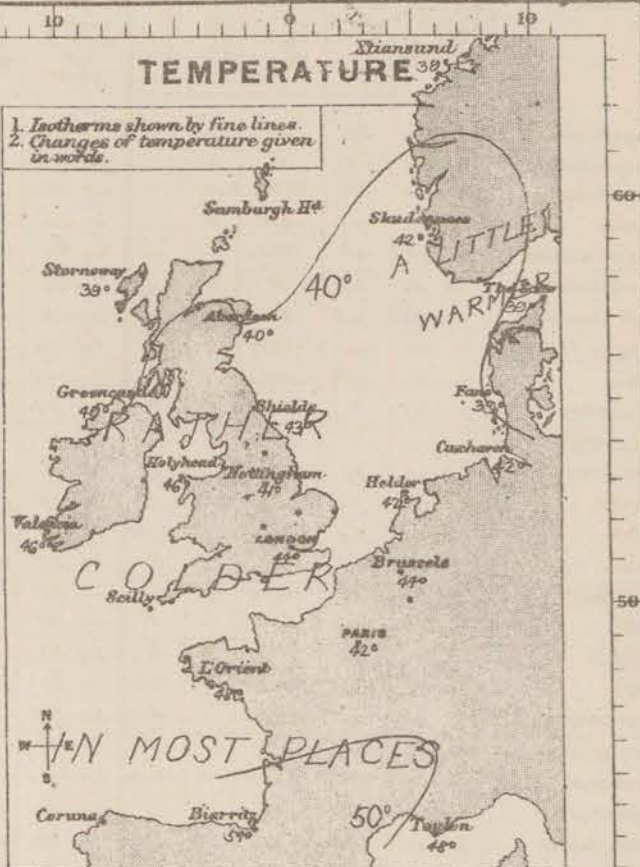 10 0 10
Xtiansund
38°
TEMPERATURE
1. Isotherms shown by fine lines.
2. Changes of temperature given
in words.
60
Sumburgh Hd
Skudesnaes
42°
A LITTLE
Stornoway
39°
40°
WARMER
Aberdeen
40°
Greencastle
Shields
43°
Fano
RATHER
Cuxhaven
42°
Holyhead
46°
Nottingham
41°
Helder
42°
Valencia
46°
LONDON
Brussels
44°
COLDER
Scilly
50
PARIS
42°
L'Orient
N
W E
S
IN MOST PLACES
Coruna
Biarritz
50°
Toulon
48°